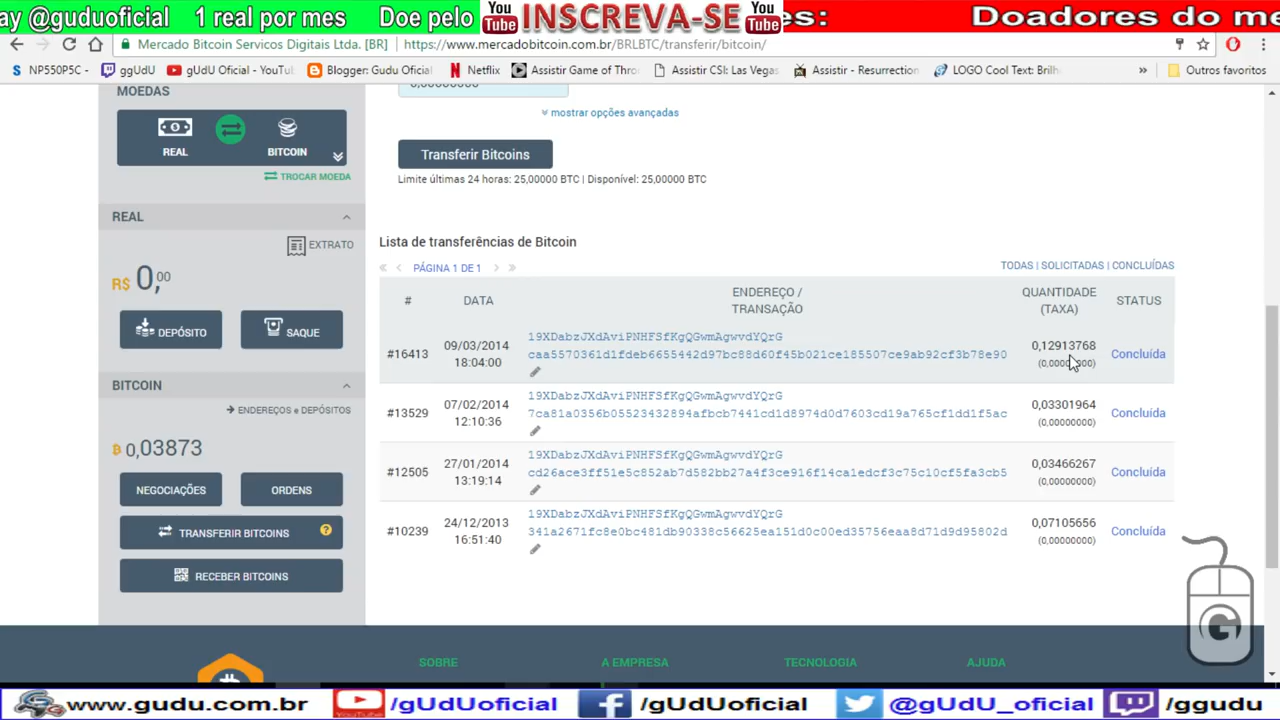 ay @guduoficial 1 real por mes Doe pelo
You Tube INSCREVA-SE You Tube
es: Doadores do me
Mercado Bitcoin Servicos Digitais Ltda. [BR] https://www.mercadobitcoin.com.br/BRLBTC/transferir/bitcoin/
NP550P5C - ggUdU gUdU Oficial - YouTu Blogger: Gudu Oficial Netflix Assistir Game of Thro Assistir CSI: Las Vegas Assistir - Resurrection LOGO Cool Text: Brilh » Outros favoritos
MOEDAS
REAL BITCOIN
TROCAR MOEDA
REAL
EXTRATO
R$ 0,00
DEPÓSITO SAQUE
BITCOIN
ENDEREÇOS e DEPÓSITOS
0,03873
NEGOCIAÇÕES ORDENS
TRANSFERIR BITCOINS ?
RECEBER BITCOINS
0,00000000
mostrar opções avançadas
Transferir Bitcoins
Limite últimas 24 horas: 25,00000 BTC | Disponível: 25,00000 BTC
Lista de transferências de Bitcoin
« ‹ PÁGINA 1 DE 1 › » TODAS | SOLICITADAS | CONCLUÍDAS
# DATA ENDEREÇO / TRANSAÇÃO QUANTIDADE (TAXA) STATUS
#16413 09/03/2014 18:04:00
19XDabzJXdAviPNHFSfKgQGwmAgwvdYQrG
caa5570361d1fdeb6655442d97bc88d60f45b021ce185507ce9ab92cf3b78e90
0,12913768 Concluída
#13529 07/02/2014 12:10:36
19XDabzJXdAviPNHFSfKgQGwmAgwvdYQrG
7ca81a0356b05523432894afbcb7441cd1d8974d0d7603cd19a765cf1dd1f5ac
0,03301964 (0,00000000) Concluída
#12505 27/01/2014 13:19:14
19XDabzJXdAviPNHFSfKgQGwmAgwvdYQrG
cd26ace3ff51e5c852ab7d582bb27a4f3ce916f14ca1edcf3c75c10cf5fa3cb5
0,03466267 (0,00000000) Concluída
#10239 24/12/2013 16:51:40
19XDabzJXdAviPNHFSfKgQGwmAgwvdYQrG
341a2671fc8e0bc481db90338c56625ea151d0c00ed35756eaa8d71d9d95802d
0,07105656 (0,00000000) Concluída
SOBRE A EMPRESA TECNOLOGIA AJUDA
www.gudu.com.br YouTube /gUdUoficial /gUdUoficial @gUdU_oficial /ggudu